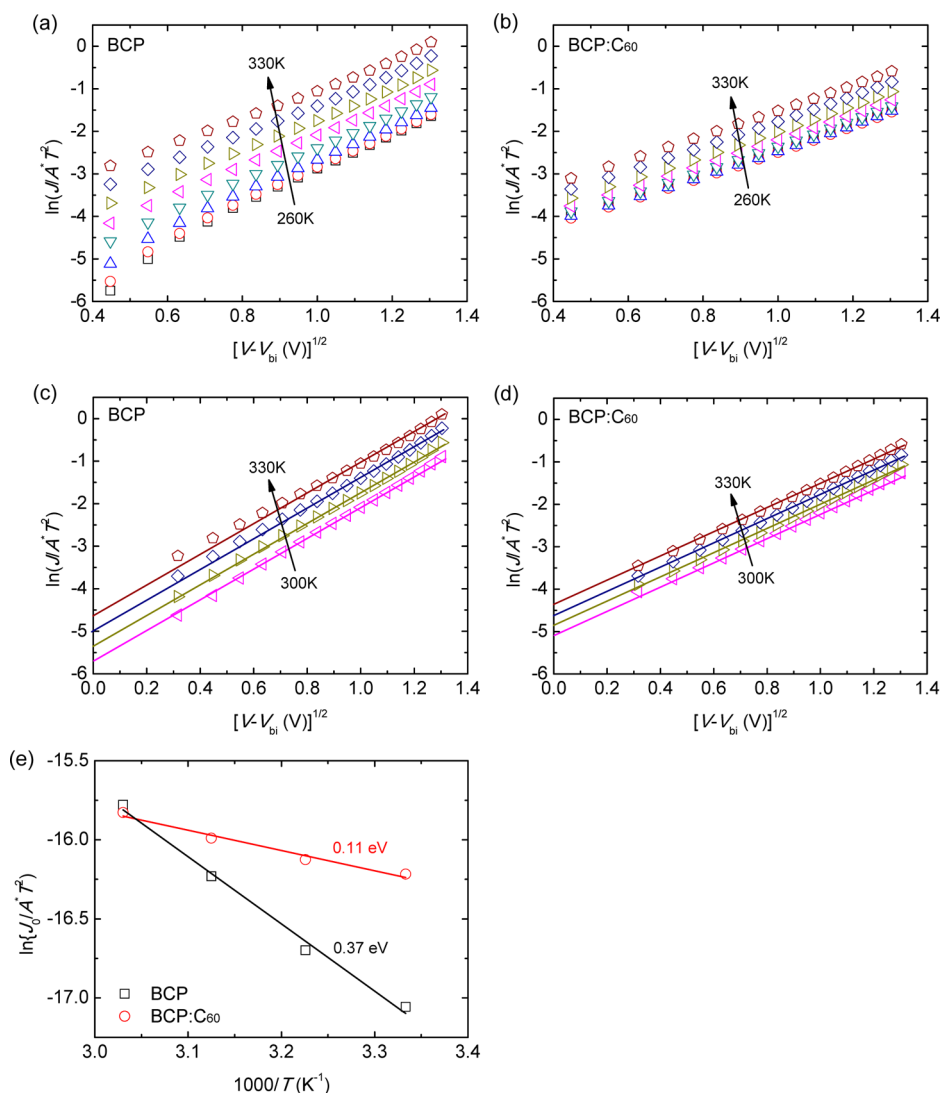 (a)
BCP
330K
260K
ln(J/A*T²)
0
-1
-2
-3
-4
-5
-6
0.4 0.6 0.8 1.0 1.2 1.4
[V-Vbi (V)]^1/2
(b)
BCP:C60
330K
260K
ln(J/A*T²)
0
-1
-2
-3
-4
-5
-6
0.4 0.6 0.8 1.0 1.2 1.4
[V-Vbi (V)]^1/2
(c)
BCP
330K
300K
ln(J/A*T²)
0
-1
-2
-3
-4
-5
-6
0.0 0.2 0.4 0.6 0.8 1.0 1.2 1.4
[V-Vbi (V)]^1/2
(d)
BCP:C60
330K
300K
ln(J/A*T²)
0
-1
-2
-3
-4
-5
-6
0.0 0.2 0.4 0.6 0.8 1.0 1.2 1.4
[V-Vbi (V)]^1/2
(e)
-15.5
-16.0
-16.5
-17.0
ln{J0/A*T²}
0.11 eV
0.37 eV
BCP
BCP:C60
3.0 3.1 3.2 3.3 3.4
1000/T (K-1)